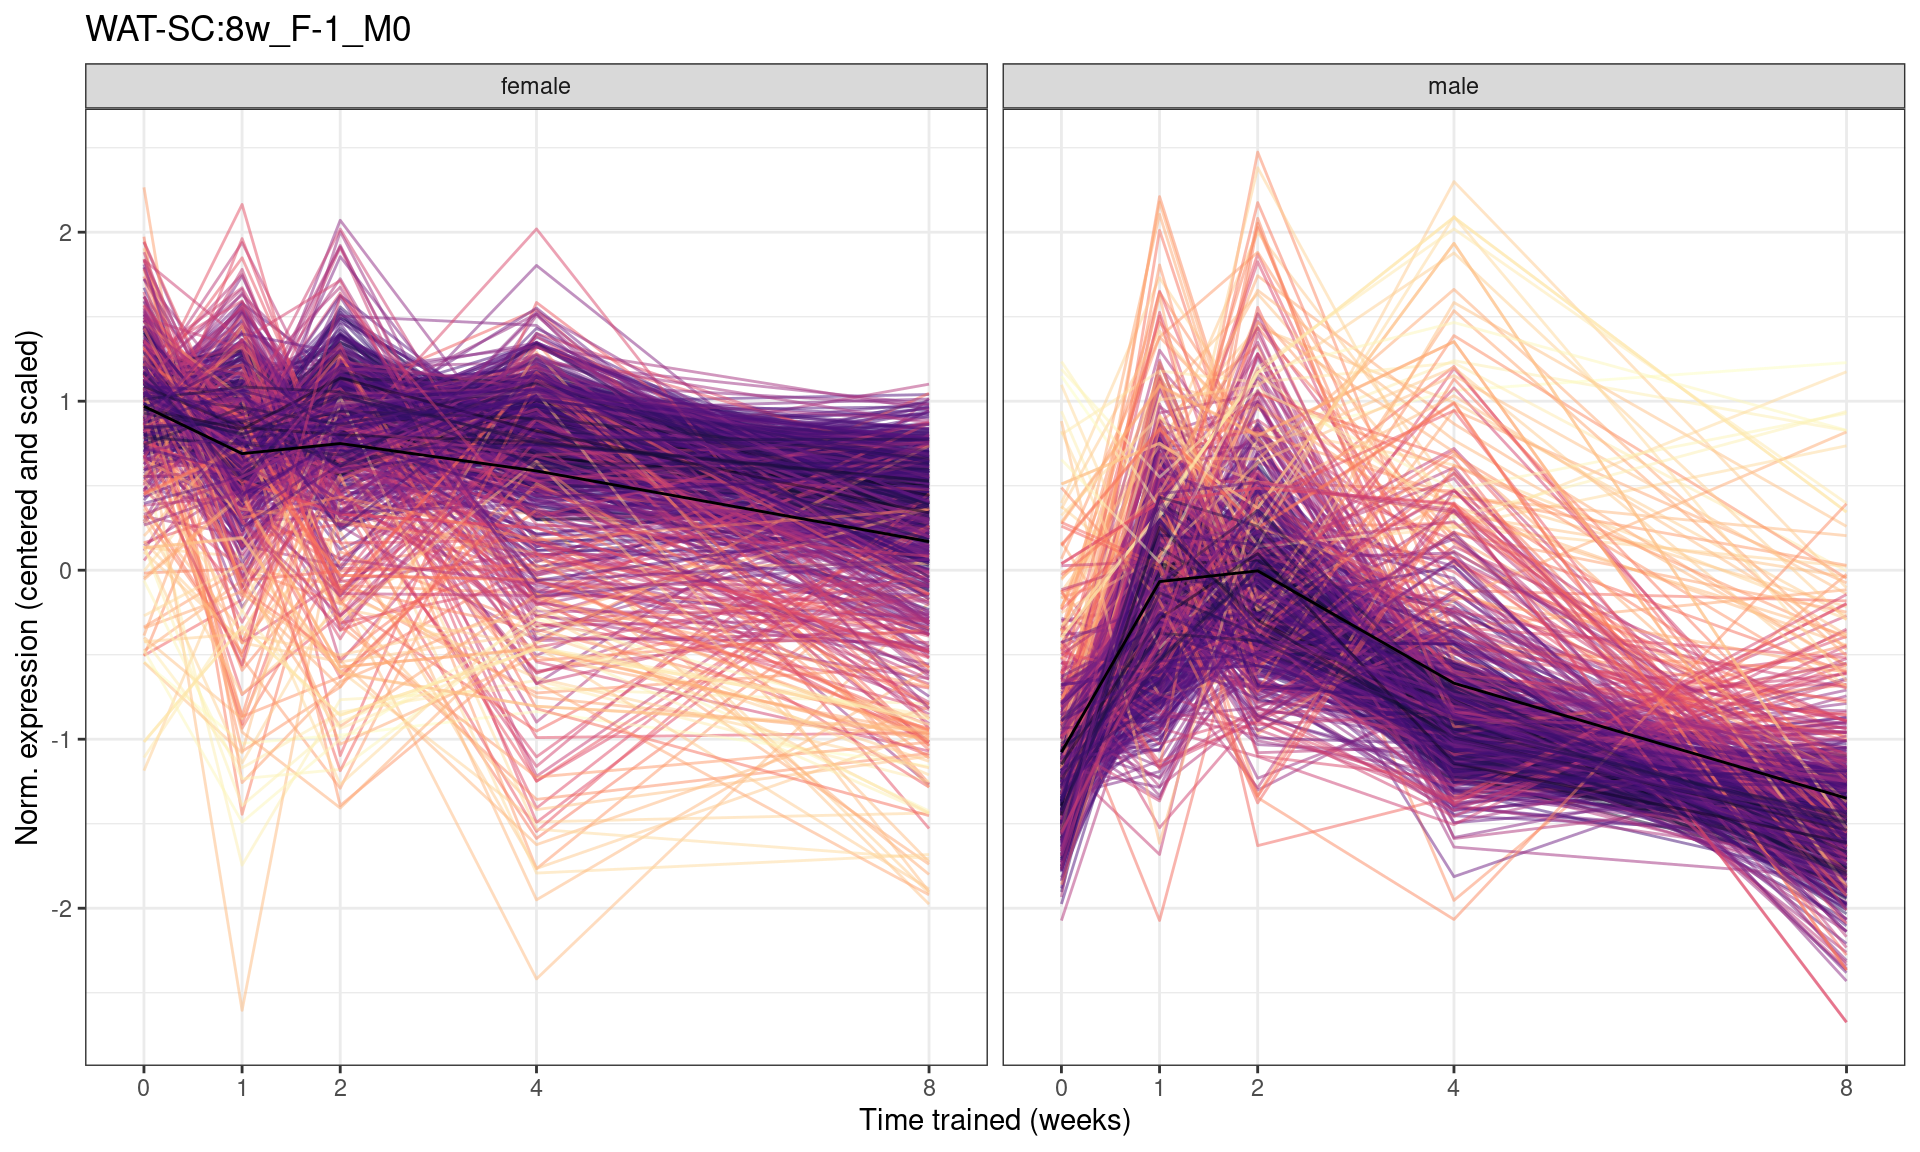 WAT-SC:8w_F-1_M0
female
male
Norm. expression (centered and scaled)
2
1
0
-1
-2
0 1 2 4 8
0 1 2 4 8
Time trained (weeks)